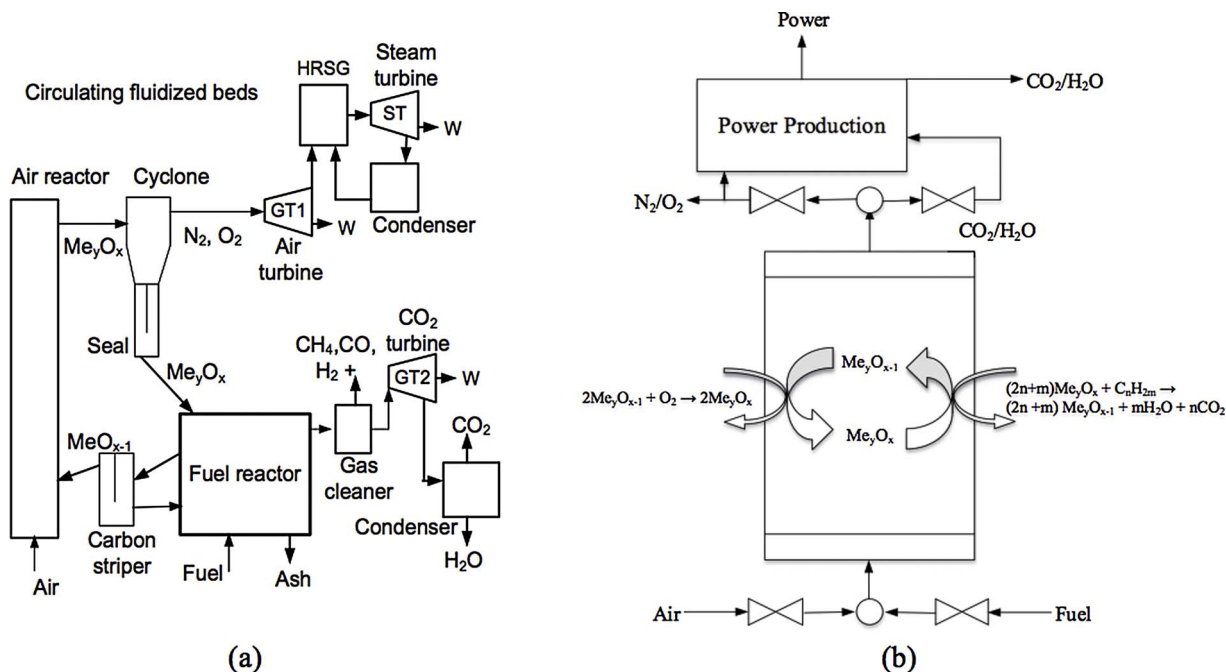 Circulating fluidized beds
HRSG
Steam
turbine
ST
W
Condenser
Air reactor
Cyclone
MeyOx
N2, O2
GT1
W
Air
turbine
Seal
MeyOx
CH4,CO,
H2 +
CO2
turbine
GT2
W
CO2
MeOx-1
Fuel reactor
Gas
cleaner
Condenser
Carbon
striper
H2O
Air
Fuel
Ash
(a)
Power
CO2/H2O
Power Production
N2/O2
CO2/H2O
MeyOx-1
2MeyOx-1 + O2 → 2MeyOx
(2n+m)MeyOx + CnH2m →
(2n +m) MeyOx-1 + mH2O + nCO2
MeyOx
Air
Fuel
(b)